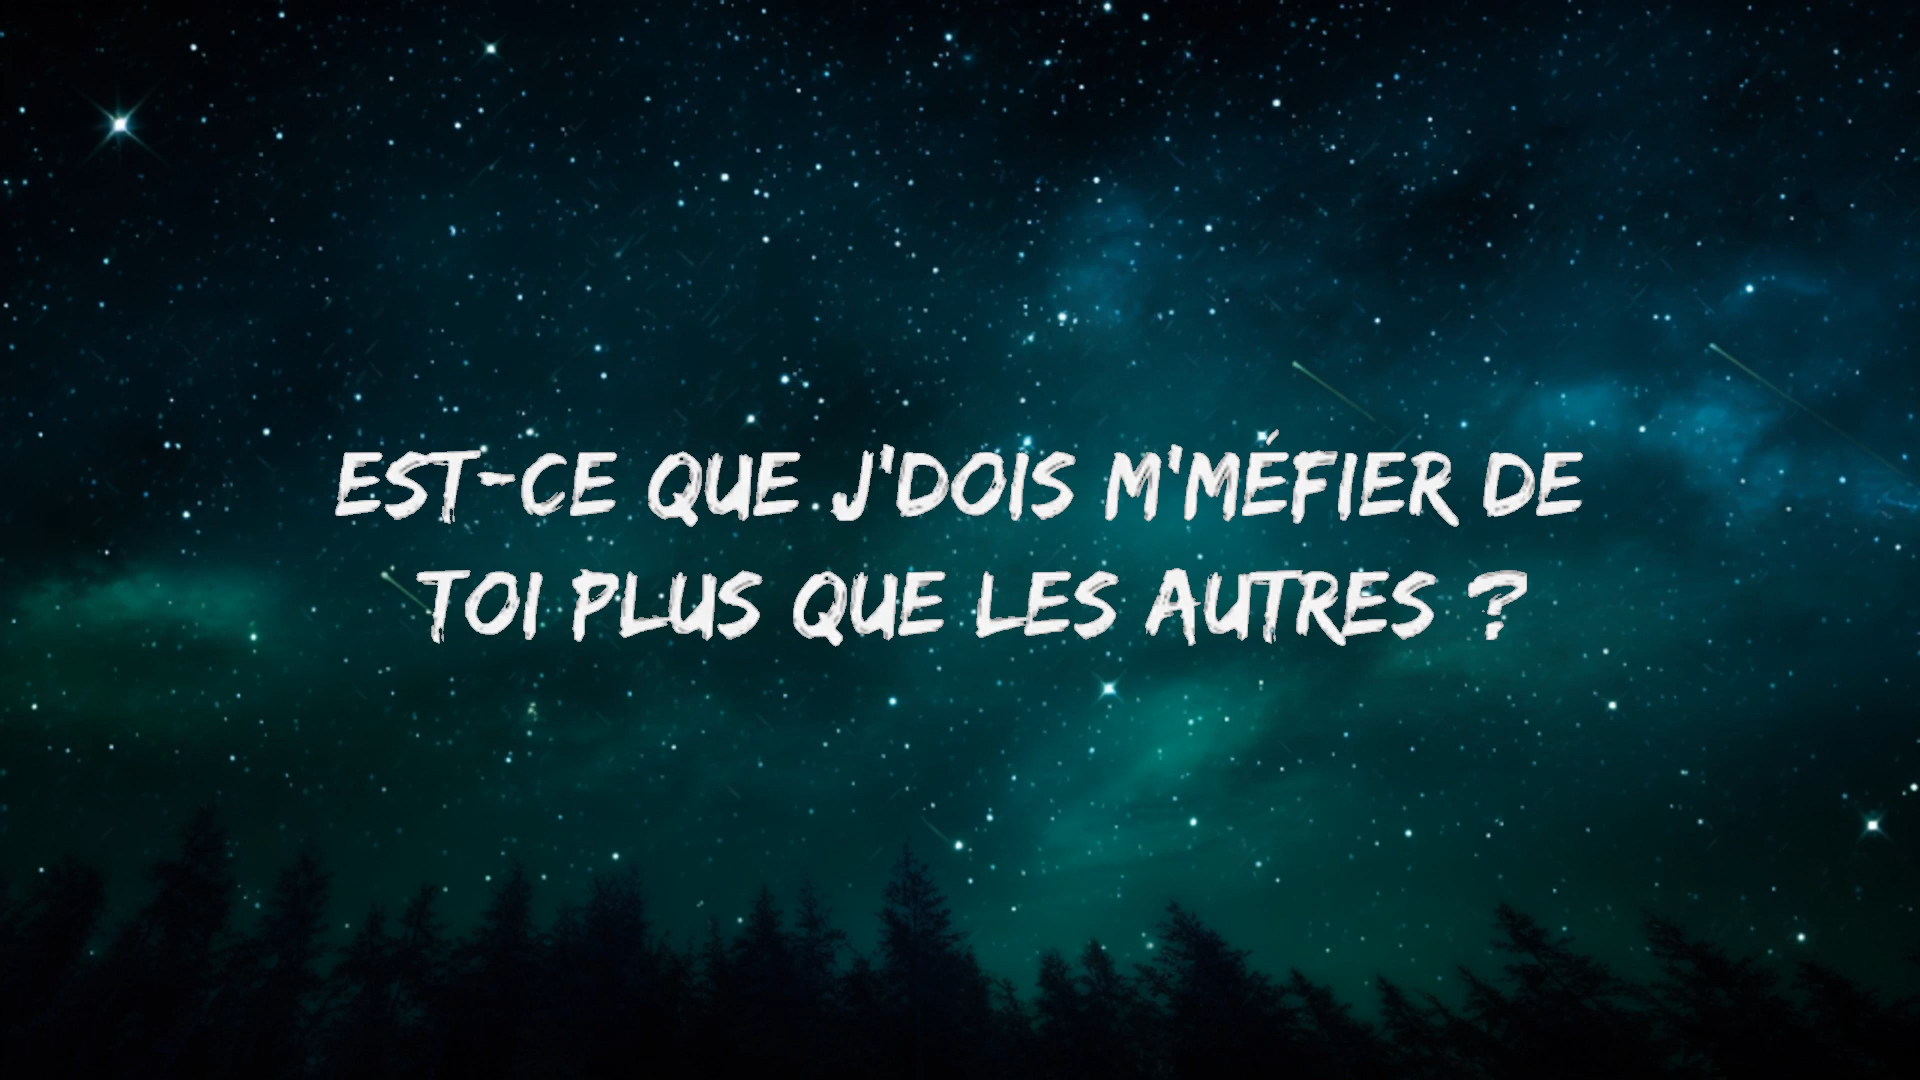 EST-CE QUE J'DOIS M'MÉFIER DE
TOI PLUS QUE LES AUTRES ?